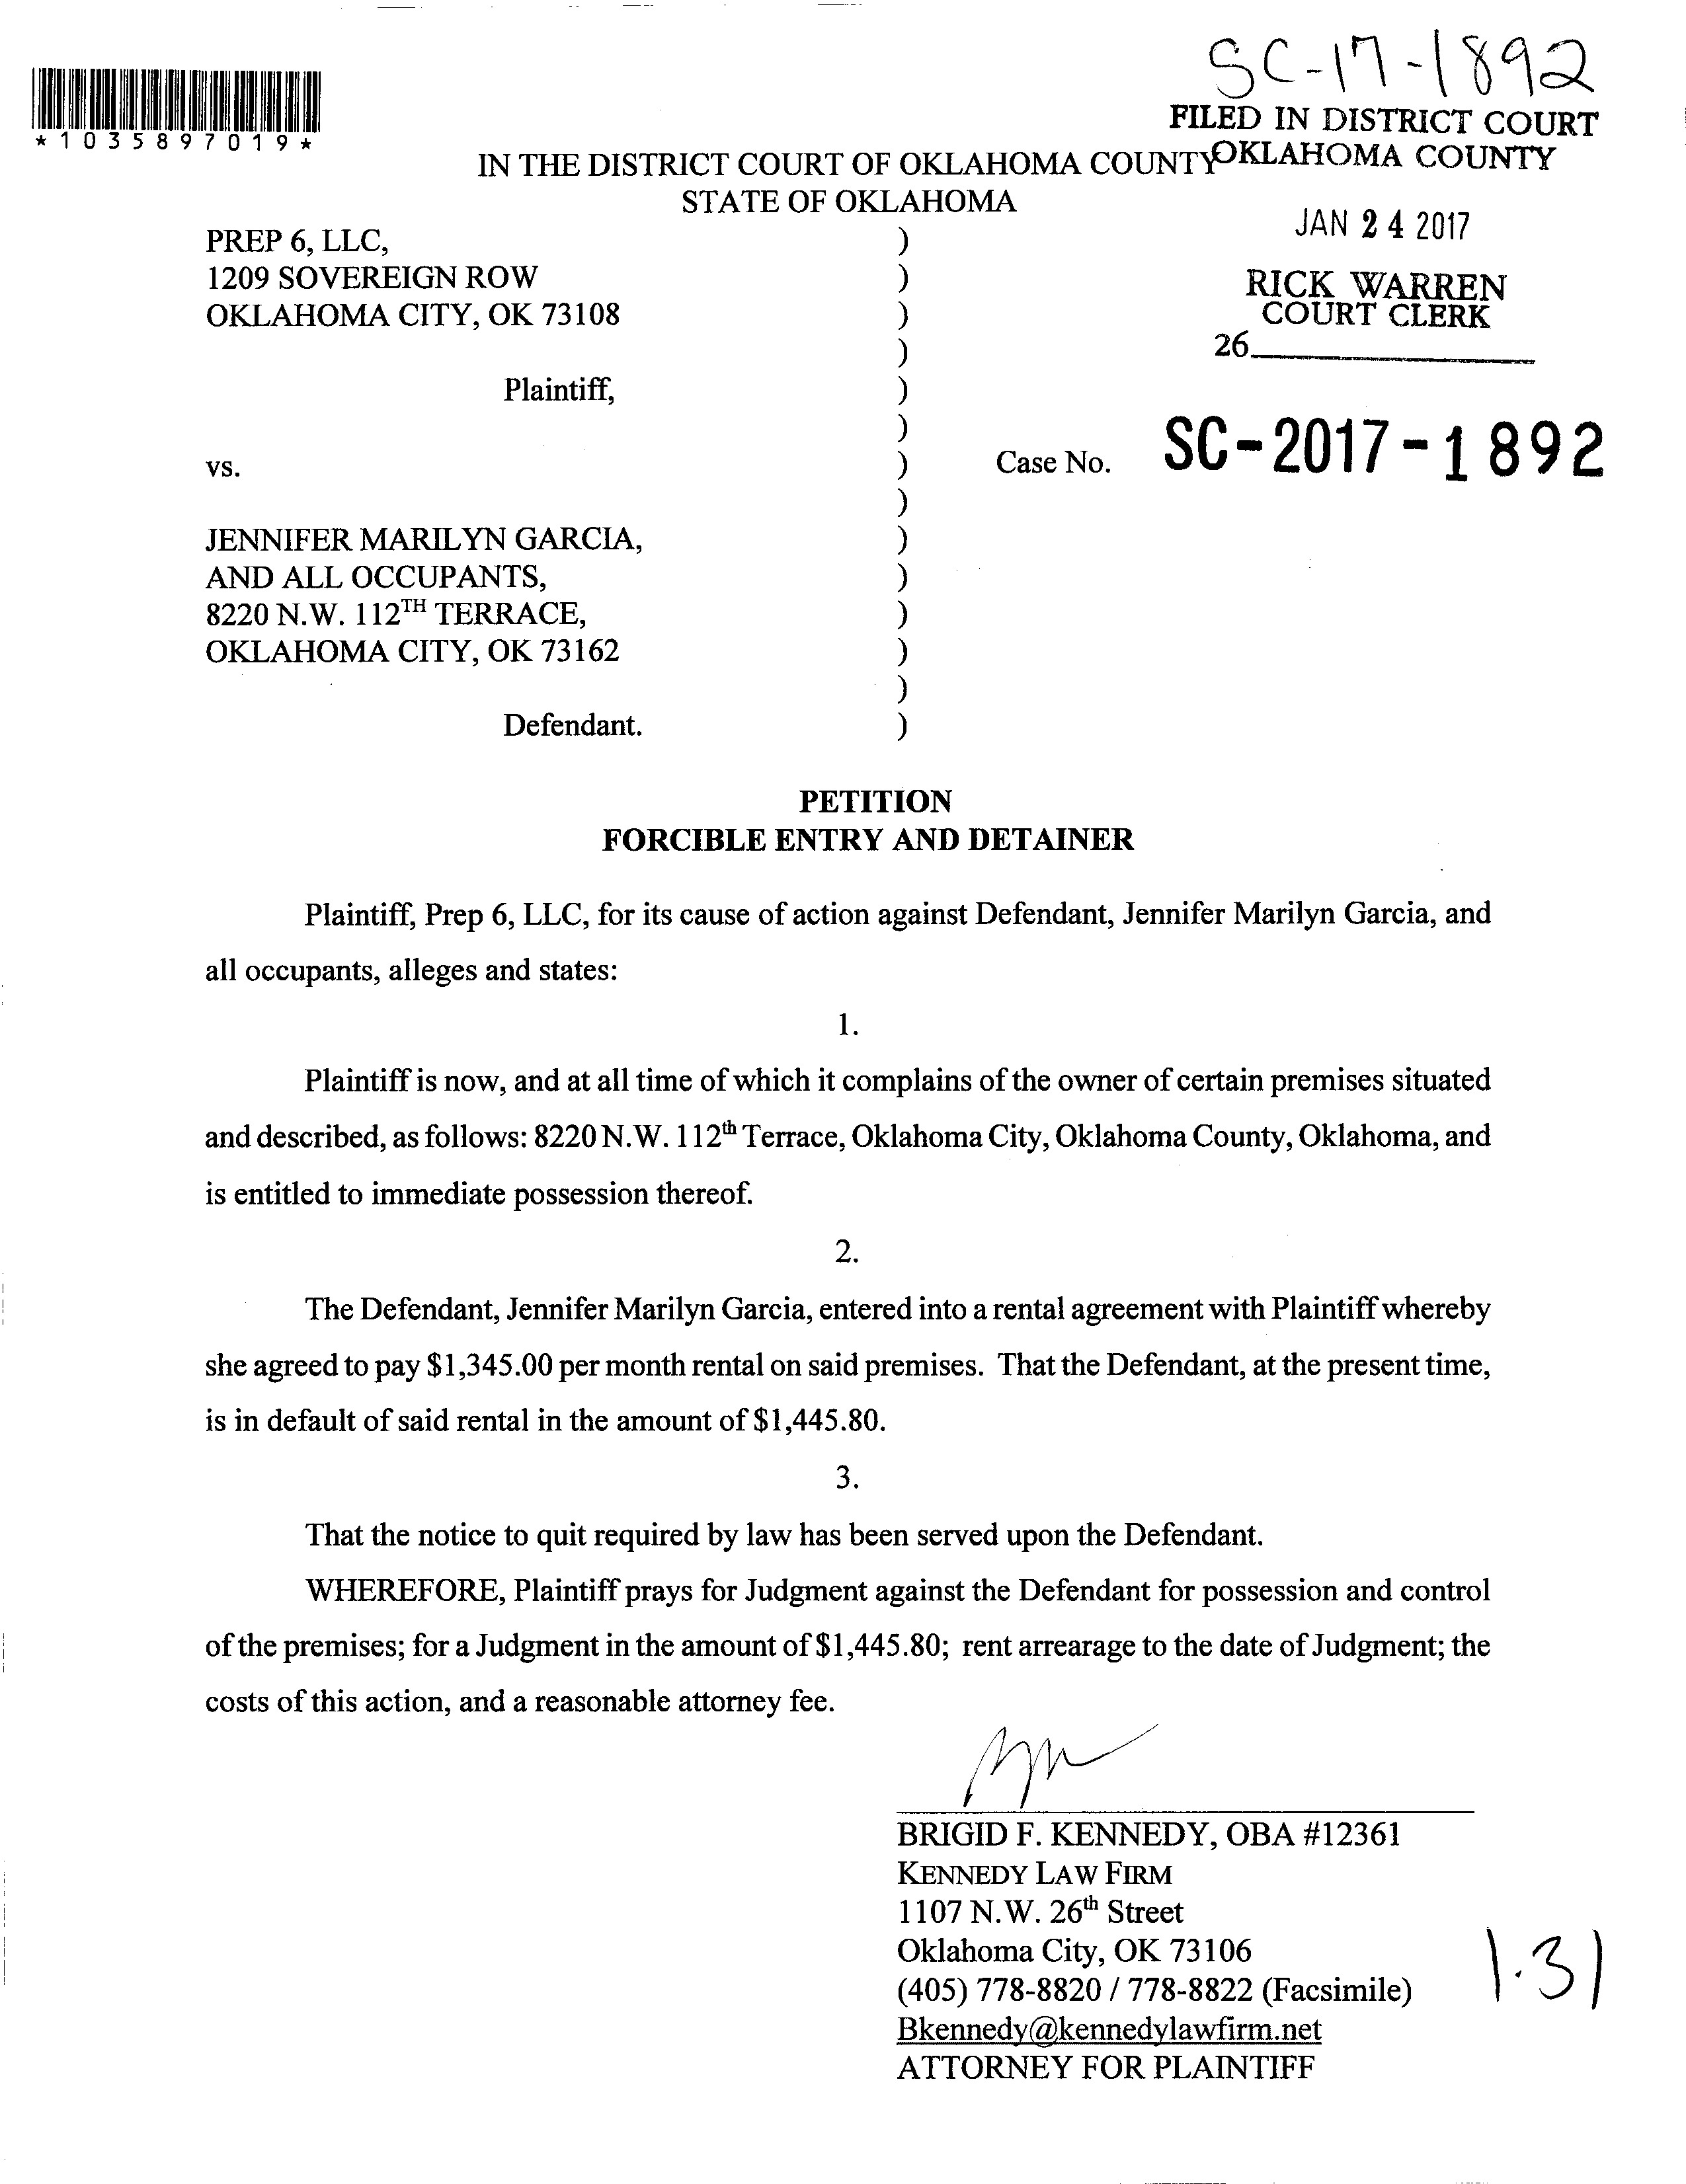 SC-17-1892
*1035897019*
FILED IN DISTRICT COURT
OKLAHOMA COUNTY
IN THE DISTRICT COURT OF OKLAHOMA COUNTY
STATE OF OKLAHOMA
JAN 24 2017
RICK WARREN
COURT CLERK
26
PREP 6, LLC, )
1209 SOVEREIGN ROW )
OKLAHOMA CITY, OK 73108 )
)
Plaintiff, )
)
vs. ) Case No. SC-2017-1892
)
JENNIFER MARILYN GARCIA, )
AND ALL OCCUPANTS, )
8220 N.W. 112TH TERRACE, )
OKLAHOMA CITY, OK 73162 )
)
Defendant. )
PETITION
FORCIBLE ENTRY AND DETAINER
Plaintiff, Prep 6, LLC, for its cause of action against Defendant, Jennifer Marilyn Garcia, and
all occupants, alleges and states:
1.
Plaintiff is now, and at all time of which it complains of the owner of certain premises situated
and described, as follows: 8220 N.W. 112th Terrace, Oklahoma City, Oklahoma County, Oklahoma, and
is entitled to immediate possession thereof.
2.
The Defendant, Jennifer Marilyn Garcia, entered into a rental agreement with Plaintiff whereby
she agreed to pay $1,345.00 per month rental on said premises. That the Defendant, at the present time,
is in default of said rental in the amount of $1,445.80.
3.
That the notice to quit required by law has been served upon the Defendant.
WHEREFORE, Plaintiff prays for Judgment against the Defendant for possession and control
of the premises; for a Judgment in the amount of $1,445.80; rent arrearage to the date of Judgment; the
costs of this action, and a reasonable attorney fee.
BRIGID F. KENNEDY, OBA #12361
KENNEDY LAW FIRM
1107 N.W. 26th Street
Oklahoma City, OK 73106
(405) 778-8820 / 778-8822 (Facsimile)
Bkennedy@kennedylawfirm.net
ATTORNEY FOR PLAINTIFF
1.31